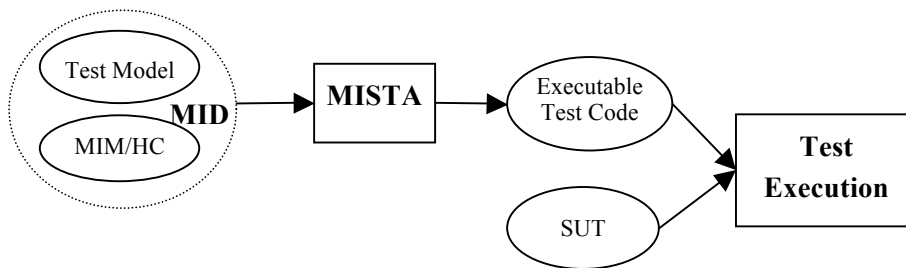 Test Model
MID
MIM/HC
MISTA
Executable
Test Code
SUT
Test
Execution